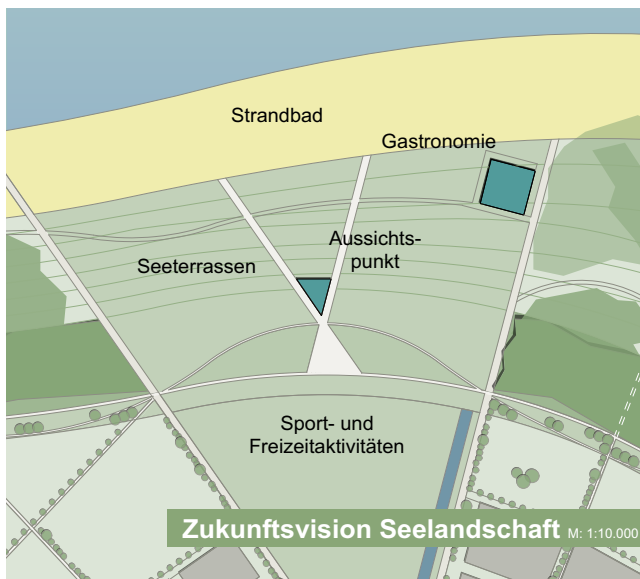 Strandbad
Gastronomie
Aussichts-
punkt
Seeterrassen
Sport- und
Freizeitaktivitäten
Zukunftsvision Seelandschaft M: 1:10.000